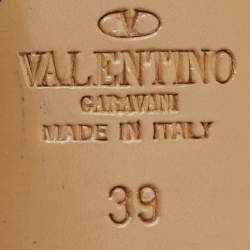 VALENTINO
GARAVANI
MADE IN ITALY
39